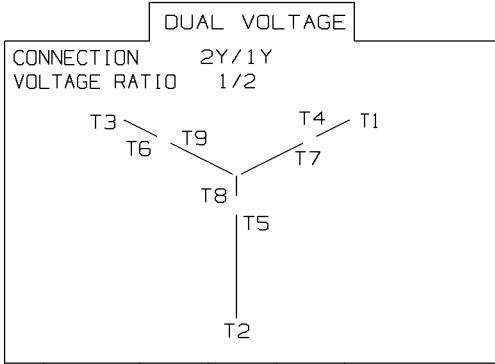 DUAL VOLTAGE
CONNECTION 2Y/1Y
VOLTAGE RATIO 1/2
T3 T4 T1
T6 T9 T7
T8
T5
T2